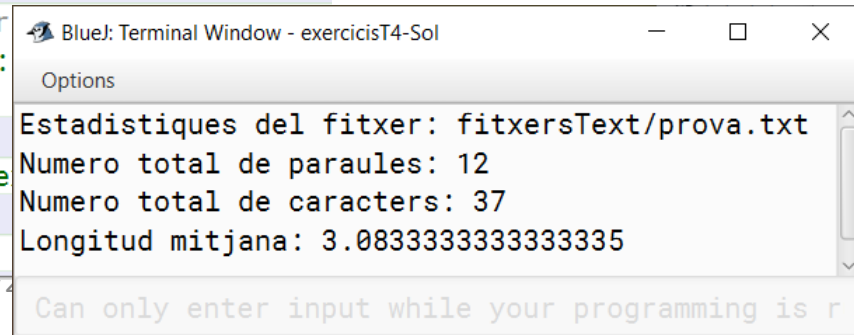 BlueJ: Terminal Window - exercicisT4-Sol
Options
Estadistiques del fitxer: fitxersText/prova.txt
Numero total de paraules: 12
Numero total de caracters: 37
Longitud mitjana: 3.0833333333333335
Can only enter input while your programming is r